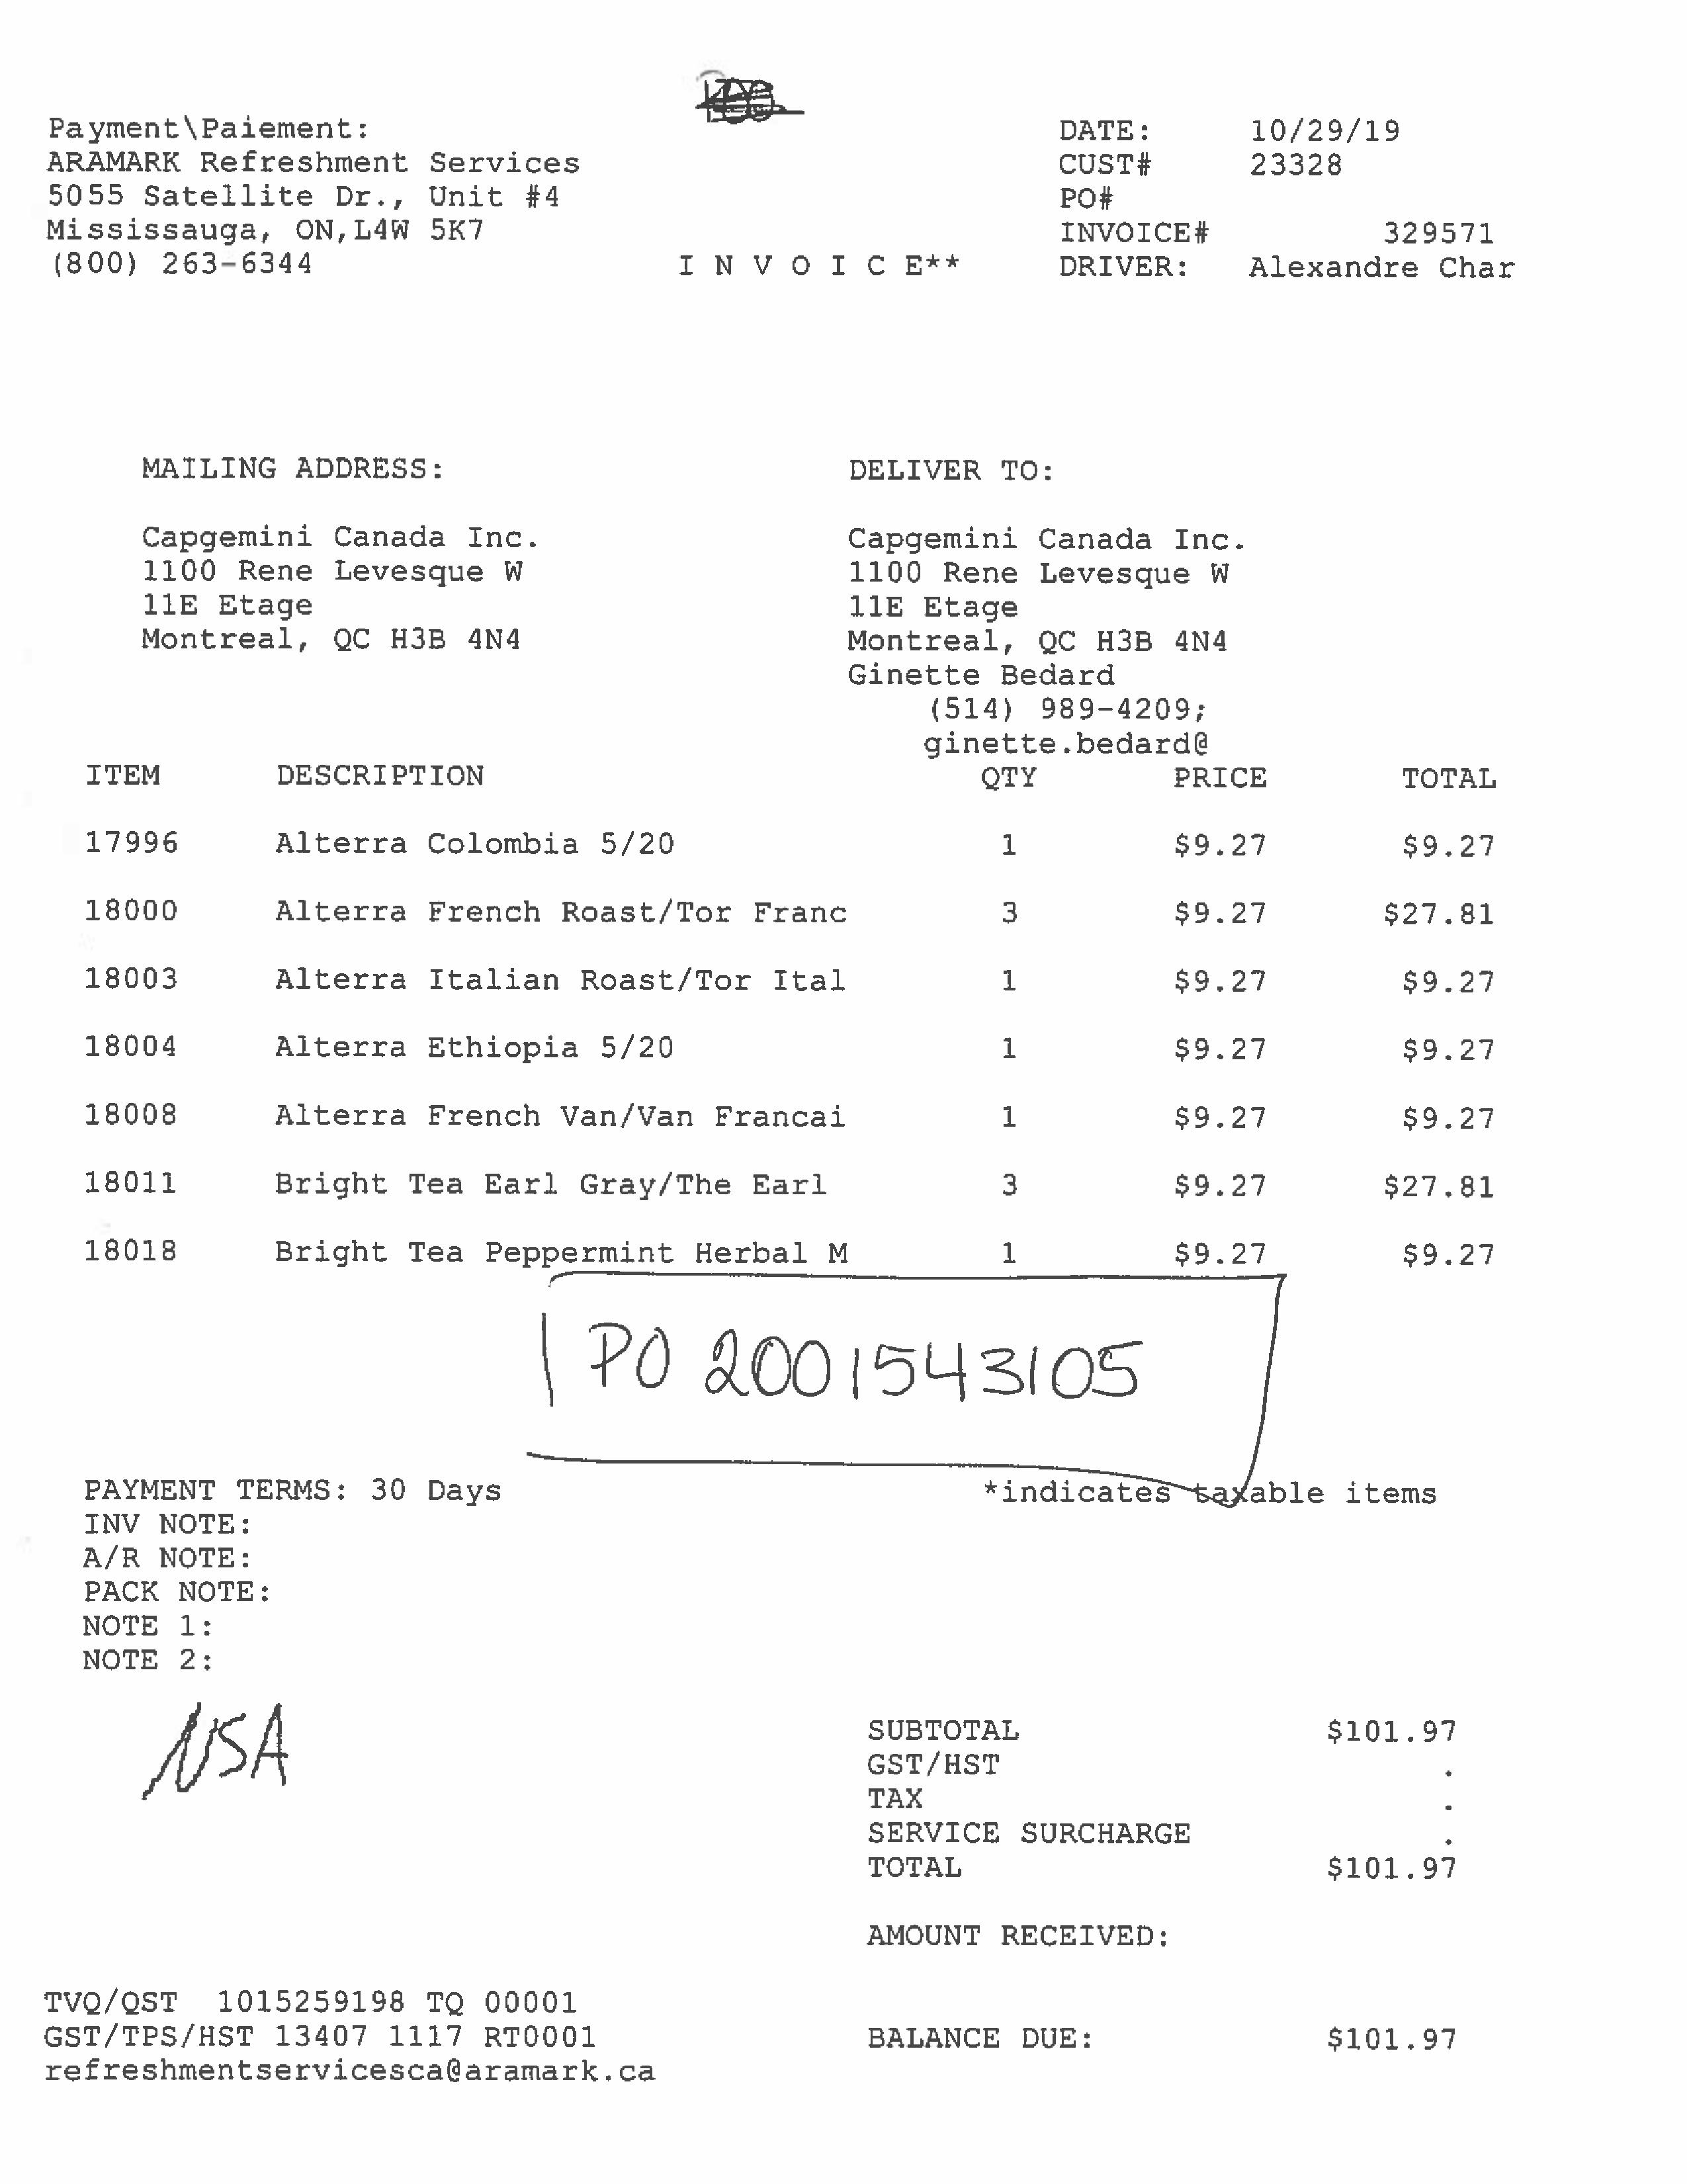 Payment\Paiement:
ARAMARK Refreshment Services
5055 Satellite Dr., Unit #4
Mississauga, ON,L4W 5K7
(800) 263-6344
I N V O I C E**
DATE: 10/29/19
CUST# 23328
PO#
INVOICE# 329571
DRIVER: Alexandre Char
MAILING ADDRESS:
Capgemini Canada Inc.
1100 Rene Levesque W
11E Etage
Montreal, QC H3B 4N4
DELIVER TO:
Capgemini Canada Inc.
1100 Rene Levesque W
11E Etage
Montreal, QC H3B 4N4
Ginette Bedard
(514) 989-4209;
ginette.bedard@
ITEM DESCRIPTION QTY PRICE TOTAL
17996 Alterra Colombia 5/20 1 $9.27 $9.27
18000 Alterra French Roast/Tor Franc 3 $9.27 $27.81
18003 Alterra Italian Roast/Tor Ital 1 $9.27 $9.27
18004 Alterra Ethiopia 5/20 1 $9.27 $9.27
18008 Alterra French Van/Van Francai 1 $9.27 $9.27
18011 Bright Tea Earl Gray/The Earl 3 $9.27 $27.81
18018 Bright Tea Peppermint Herbal M 1 $9.27 $9.27
PO 2001543105
PAYMENT TERMS: 30 Days *indicates taxable items
INV NOTE:
A/R NOTE:
PACK NOTE:
NOTE 1:
NOTE 2:
NSA
SUBTOTAL $101.97
GST/HST .
TAX .
SERVICE SURCHARGE .
TOTAL $101.97
AMOUNT RECEIVED:
BALANCE DUE: $101.97
TVQ/QST 1015259198 TQ 00001
GST/TPS/HST 13407 1117 RT0001
refreshmentservicesca@aramark.ca